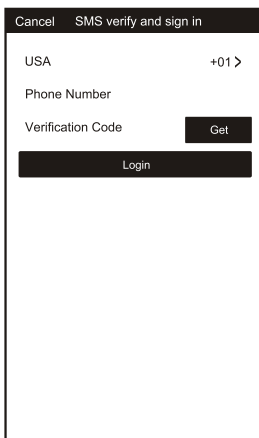 Cancel SMS verify and sign in
USA +01 >
Phone Number
Verification Code Get
Login